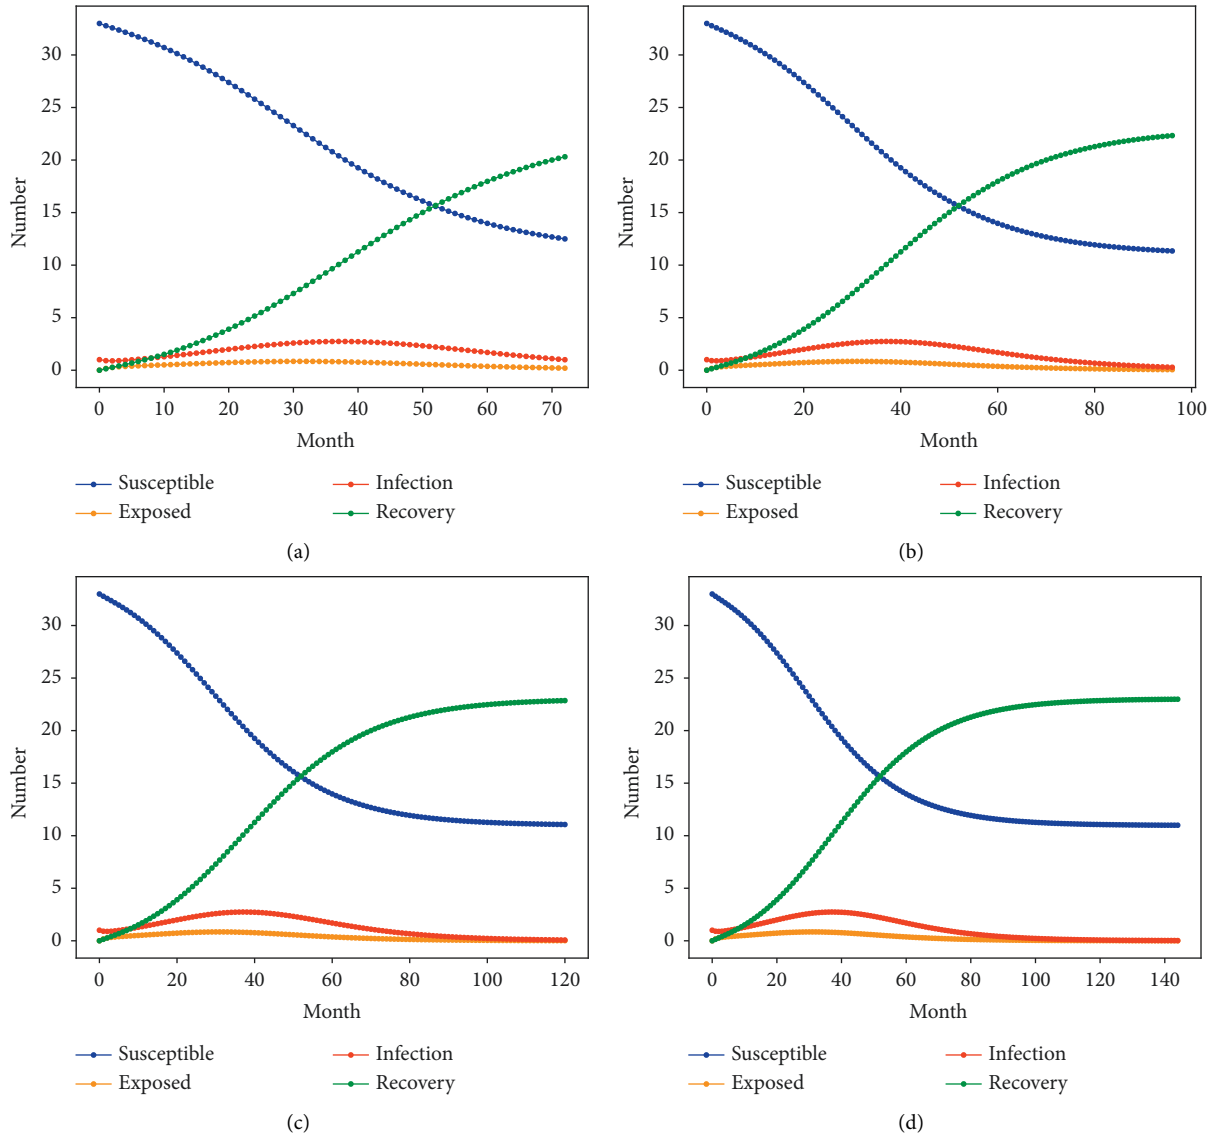 30
25
20
15
10
5
0
Number
0 10 20 30 40 50 60 70
Month
Susceptible Infection
Exposed Recovery
(a)
30
25
20
15
10
5
0
Number
0 20 40 60 80 100
Month
Susceptible Infection
Exposed Recovery
(b)
30
25
20
15
10
5
0
Number
0 20 40 60 80 100 120
Month
Susceptible Infection
Exposed Recovery
(c)
30
25
20
15
10
5
0
Number
0 20 40 60 80 100 120 140
Month
Susceptible Infection
Exposed Recovery
(d)